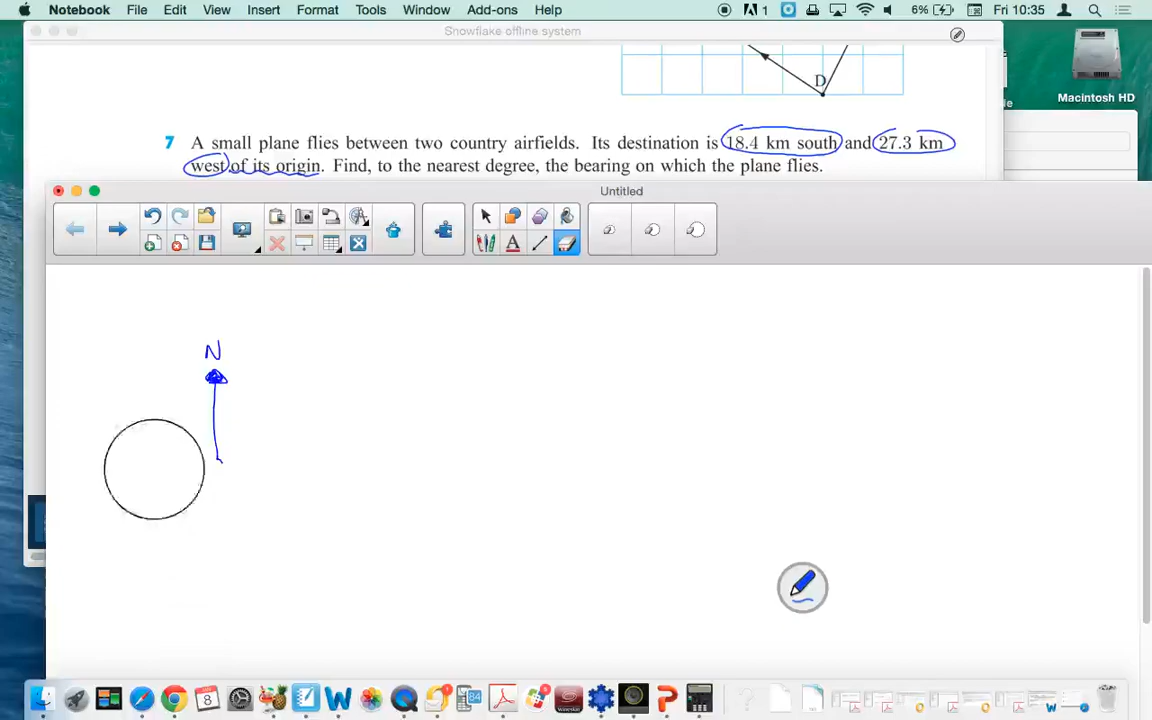 Notebook File Edit View Insert Format Tools Window Add-ons Help 1 6% Fri 10:35
Snowflake offline system
Macintosh HD
D
7 A small plane flies between two country airfields. Its destination is 18.4 km south and 27.3 km
west of its origin. Find, to the nearest degree, the bearing on which the plane flies.
Untitled
A
N